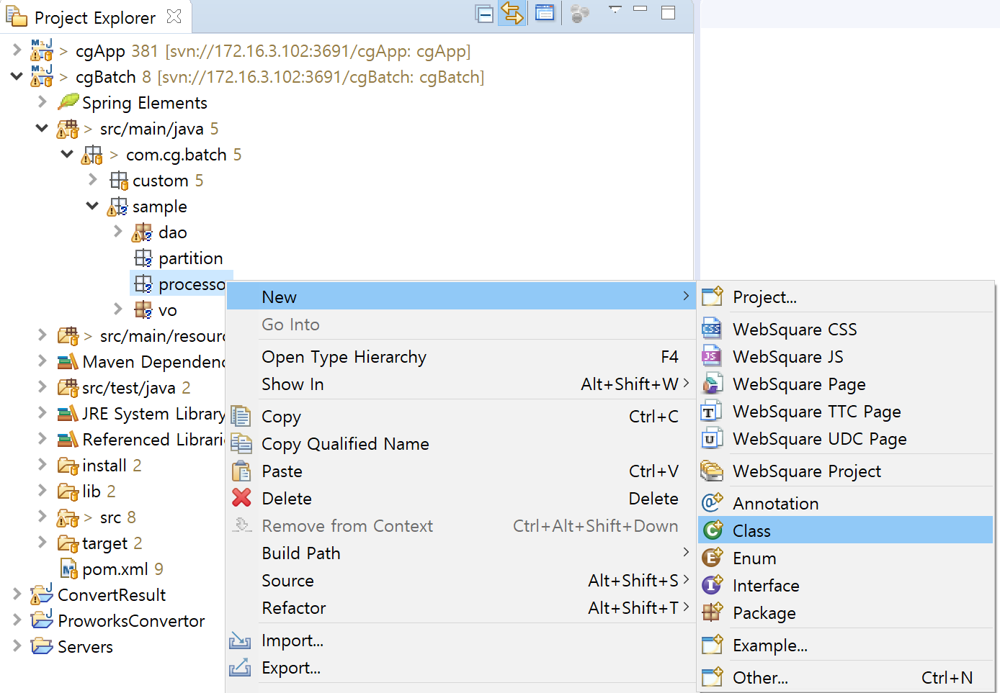 Project Explorer
> cgApp 381 [svn://172.16.3.102:3691/cgApp: cgApp]
> cgBatch 8 [svn://172.16.3.102:3691/cgBatch: cgBatch]
Spring Elements
> src/main/java 5
> com.cg.batch 5
custom 5
sample
dao
partition
processo
vo
> src/main/resourc
Maven Dependenc
src/test/java 2
JRE System Library
Referenced Librari
install 2
lib 2
> src 8
target 2
pom.xml 9
ConvertResult
ProworksConvertor
Servers
New
Go Into
Open Type Hierarchy F4
Show In Alt+Shift+W
Copy Ctrl+C
Copy Qualified Name
Paste Ctrl+V
Delete Delete
Remove from Context Ctrl+Alt+Shift+Down
Build Path
Source Alt+Shift+S
Refactor Alt+Shift+T
Import...
Export...
Project...
WebSquare CSS
WebSquare JS
WebSquare Page
WebSquare TTC Page
WebSquare UDC Page
WebSquare Project
Annotation
Class
Enum
Interface
Package
Example...
Other... Ctrl+N